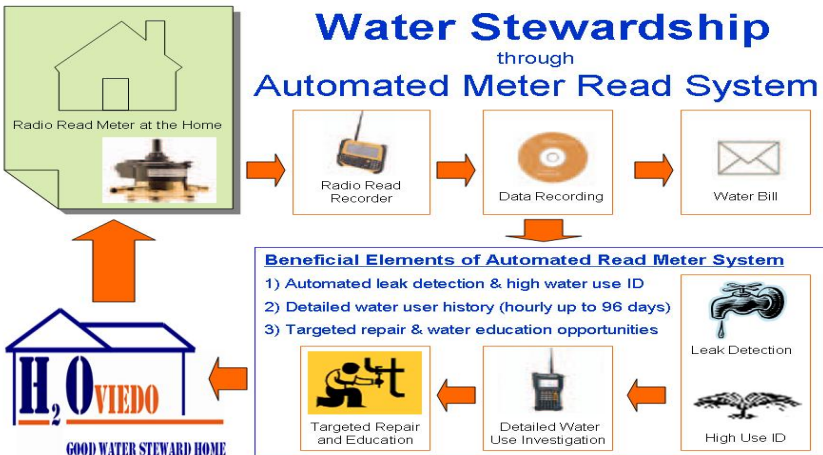 Water Stewardship
through
Automated Meter Read System
Radio Read Meter at the Home
Radio Read
Recorder
Data Recording
Water Bill
Beneficial Elements of Automated Read Meter System
1) Automated leak detection & high water use ID
2) Detailed water user history (hourly up to 96 days)
3) Targeted repair & water education opportunities
Leak Detection
High Use ID
Detailed Water
Use Investigation
Targeted Repair
and Education
H2OVIEDO
GOOD WATER STEWARD HOME